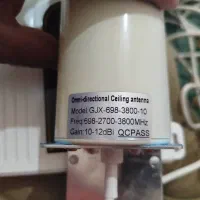 Omni-directional Ceiling antenna
Model:GJX-698-3800-10
Freq:698-2700-3800MHz
Gain:10-12dBi QCPASS